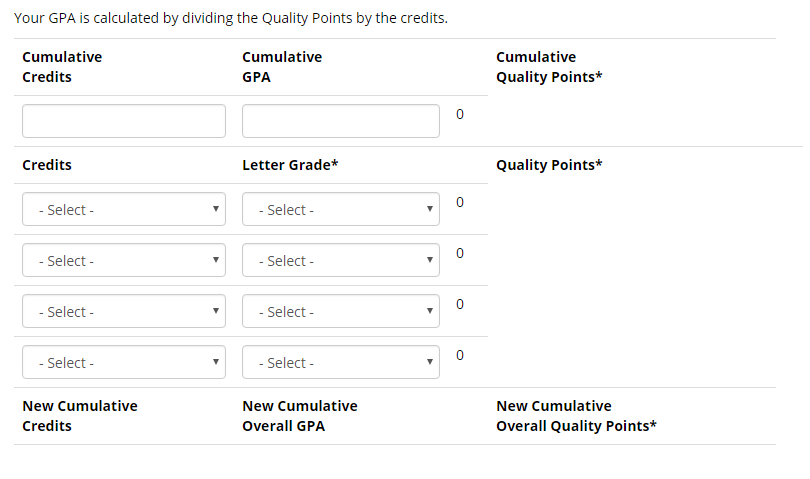 Your GPA is calculated by dividing the Quality Points by the credits.
Cumulative Credits
Cumulative GPA
Cumulative Quality Points*
0
Credits
Letter Grade*
Quality Points*
- Select -
- Select -
0
- Select -
- Select -
0
- Select -
- Select -
0
- Select -
- Select -
0
New Cumulative Credits
New Cumulative Overall GPA
New Cumulative Overall Quality Points*